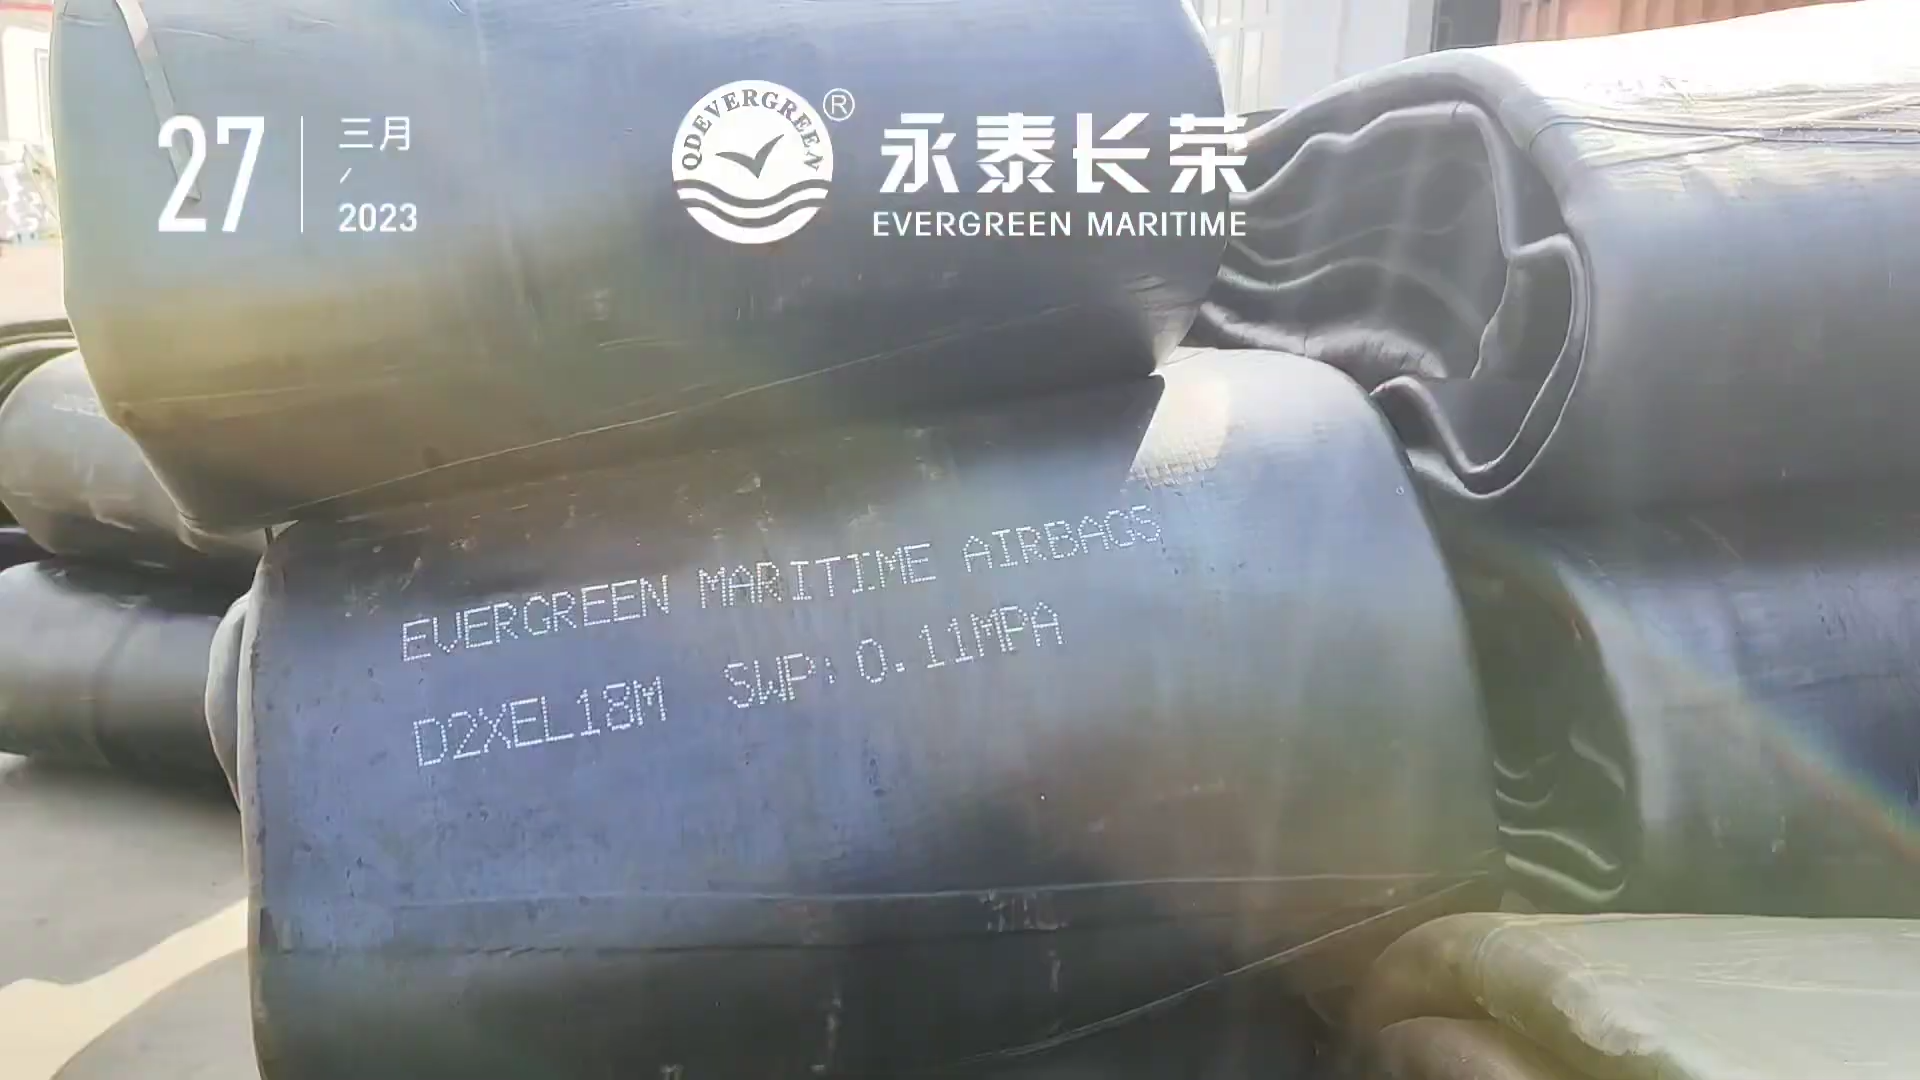 27
三月
2023
QDEVERGREEN
®
永泰长荣
EVERGREEN MARITIME
EVERGREEN MARITIME AIRBAGS
D2XEL18M SWP: 0.11MPA